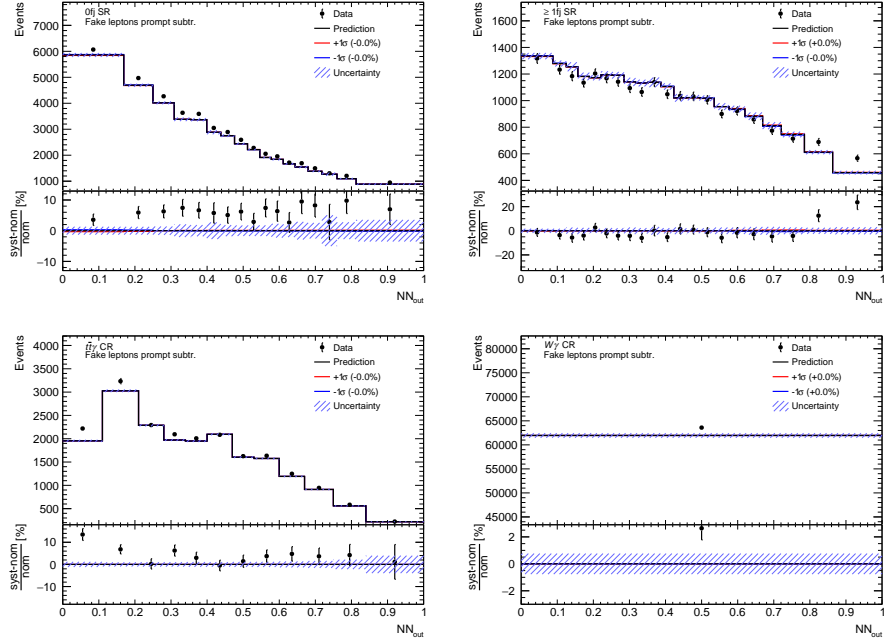 Events
0fj SR
Fake leptons prompt subtr.
Data
Prediction
+1σ (-0.0%)
-1σ (-0.0%)
Uncertainty
7000
6000
5000
4000
3000
2000
1000
syst-nom
nom
[%]
10
0
−10
0 0.1 0.2 0.3 0.4 0.5 0.6 0.7 0.8 0.9 1
NNout
Events
≥ 1fj SR
Fake leptons prompt subtr.
Data
Prediction
+1σ (+0.0%)
-1σ (-0.0%)
Uncertainty
1600
1400
1200
1000
800
600
400
syst-nom
nom
[%]
20
0
−20
0 0.1 0.2 0.3 0.4 0.5 0.6 0.7 0.8 0.9 1
NNout
Events
tt̄γ CR
Fake leptons prompt subtr.
Data
Prediction
+1σ (-0.0%)
-1σ (-0.0%)
Uncertainty
4000
3500
3000
2500
2000
1500
1000
500
syst-nom
nom
[%]
10
0
−10
0 0.1 0.2 0.3 0.4 0.5 0.6 0.7 0.8 0.9 1
NNout
Events
Wγ CR
Fake leptons prompt subtr.
Data
Prediction
+1σ (+0.0%)
-1σ (+0.0%)
Uncertainty
80000
75000
70000
65000
60000
55000
50000
45000
syst-nom
nom
[%]
2
0
−2
0 0.1 0.2 0.3 0.4 0.5 0.6 0.7 0.8 0.9 1
NNout